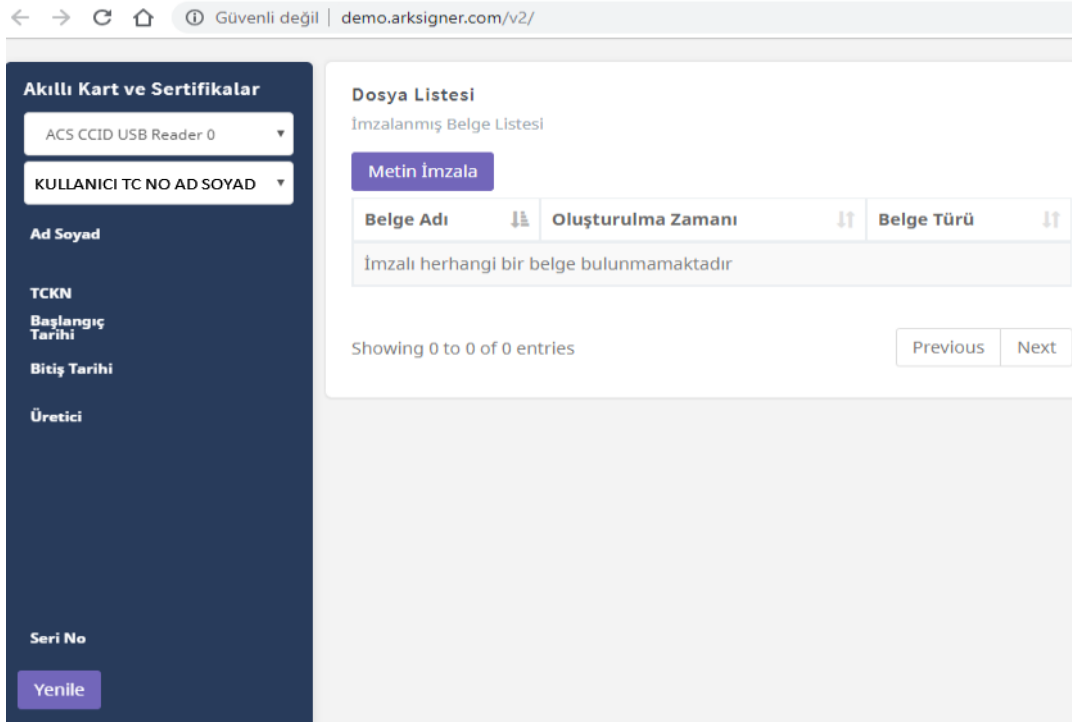 Güvenli değil | demo.arksigner.com/v2/
Akıllı Kart ve Sertifikalar
ACS CCID USB Reader 0
KULLANICI TC NO AD SOYAD
Ad Soyad
TCKN
Başlangıç
Tarihi
Bitiş Tarihi
Üretici
Seri No
Yenile
Dosya Listesi
İmzalanmış Belge Listesi
Metin İmzala
Belge Adı Oluşturulma Zamanı Belge Türü
İmzalı herhangi bir belge bulunmamaktadır
Showing 0 to 0 of 0 entries
Previous Next